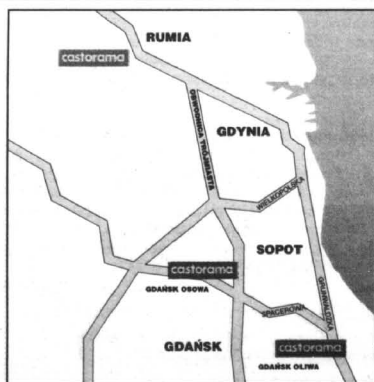 RUMIA
castorama
OBWODNICA TRÓJMIASTA
GDYNIA
WIELKOPOLSKA
SOPOT
castorama
GDAŃSK OSOWA
GRUNWALDZKA
SPACEROWA
GDAŃSK
castorama
GDAŃSK OLIWA